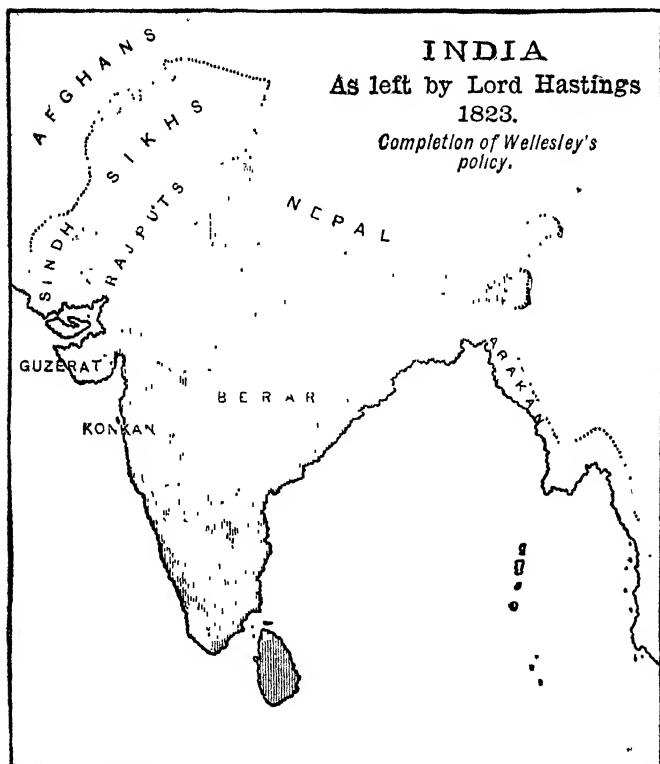 INDIA
As left by Lord Hastings
1823.
Completion of Wellesley's
policy.
AFGHANS
SIKHS
RAJPUTS
SINDH
NEPAL
GUZERAT
BERAR
ARAKAN
KONKAN